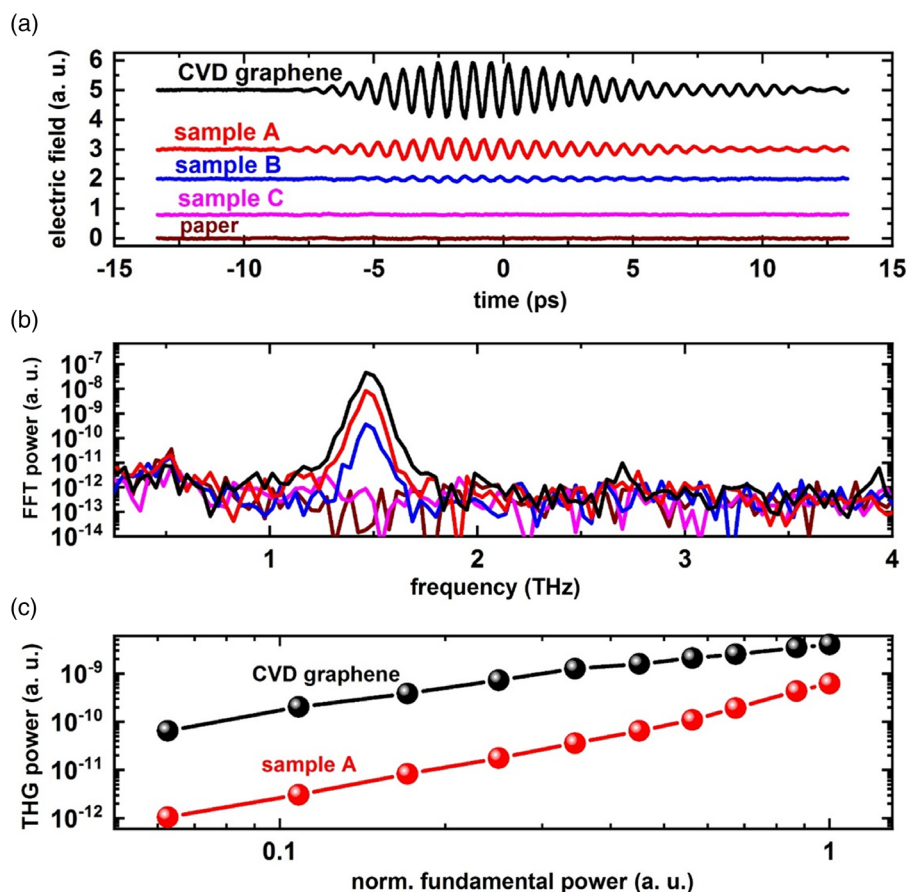 (a)
electric field (a. u.)
6
5
4
3
2
1
0
CVD graphene
sample A
sample B
sample C
paper
-15
-10
-5
0
5
10
15
time (ps)
(b)
FFT power (a. u.)
10-7
10-8
10-9
10-10
10-11
10-12
10-13
10-14
1
2
3
4
frequency (THz)
(c)
THG power (a. u.)
10-9
10-10
10-11
10-12
CVD graphene
sample A
0.1
1
norm. fundamental power (a. u.)